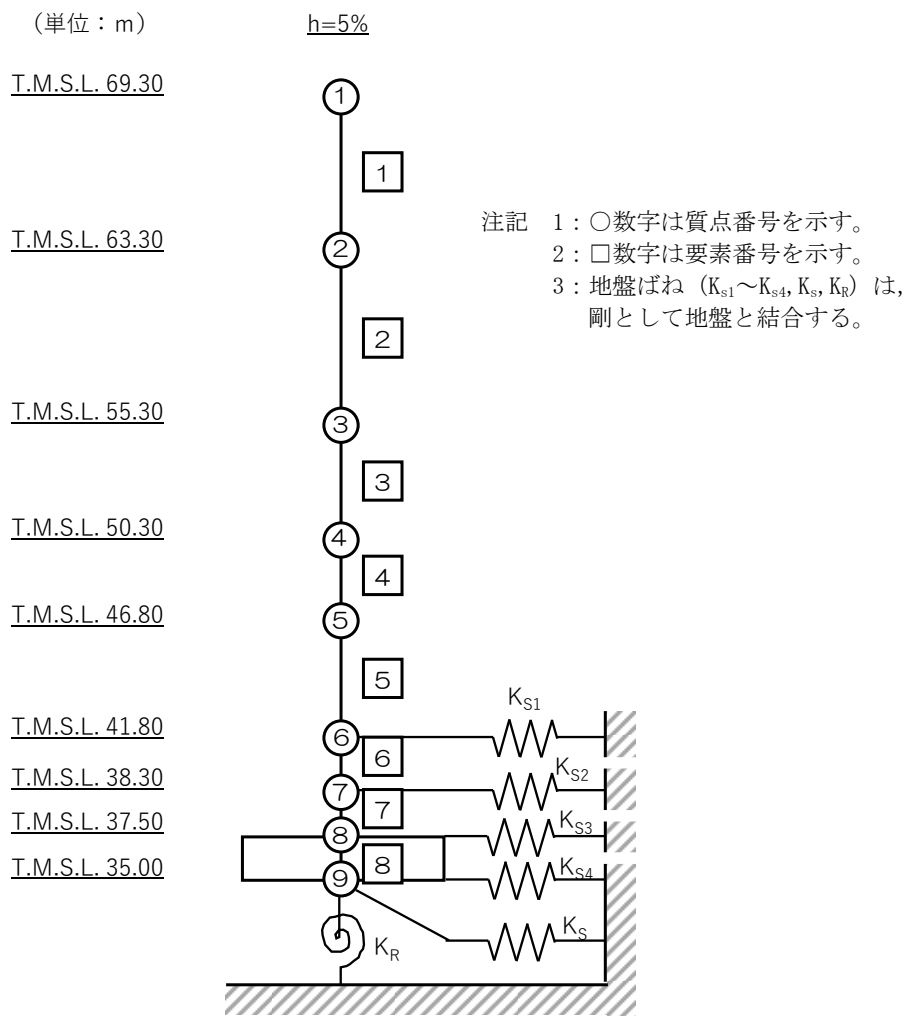 （単位：m）
h=5%
T.M.S.L. 69.30
①
1
T.M.S.L. 63.30
②
注記　1：○数字は質点番号を示す。
2：□数字は要素番号を示す。
3：地盤ばね（Ks1～Ks4,Ks,KR）は,
剛として地盤と結合する。
2
T.M.S.L. 55.30
③
3
T.M.S.L. 50.30
④
4
T.M.S.L. 46.80
⑤
5
KS1
T.M.S.L. 41.80
⑥
6
KS2
T.M.S.L. 38.30
⑦
7
KS3
T.M.S.L. 37.50
⑧
8
KS4
T.M.S.L. 35.00
⑨
KS
KR